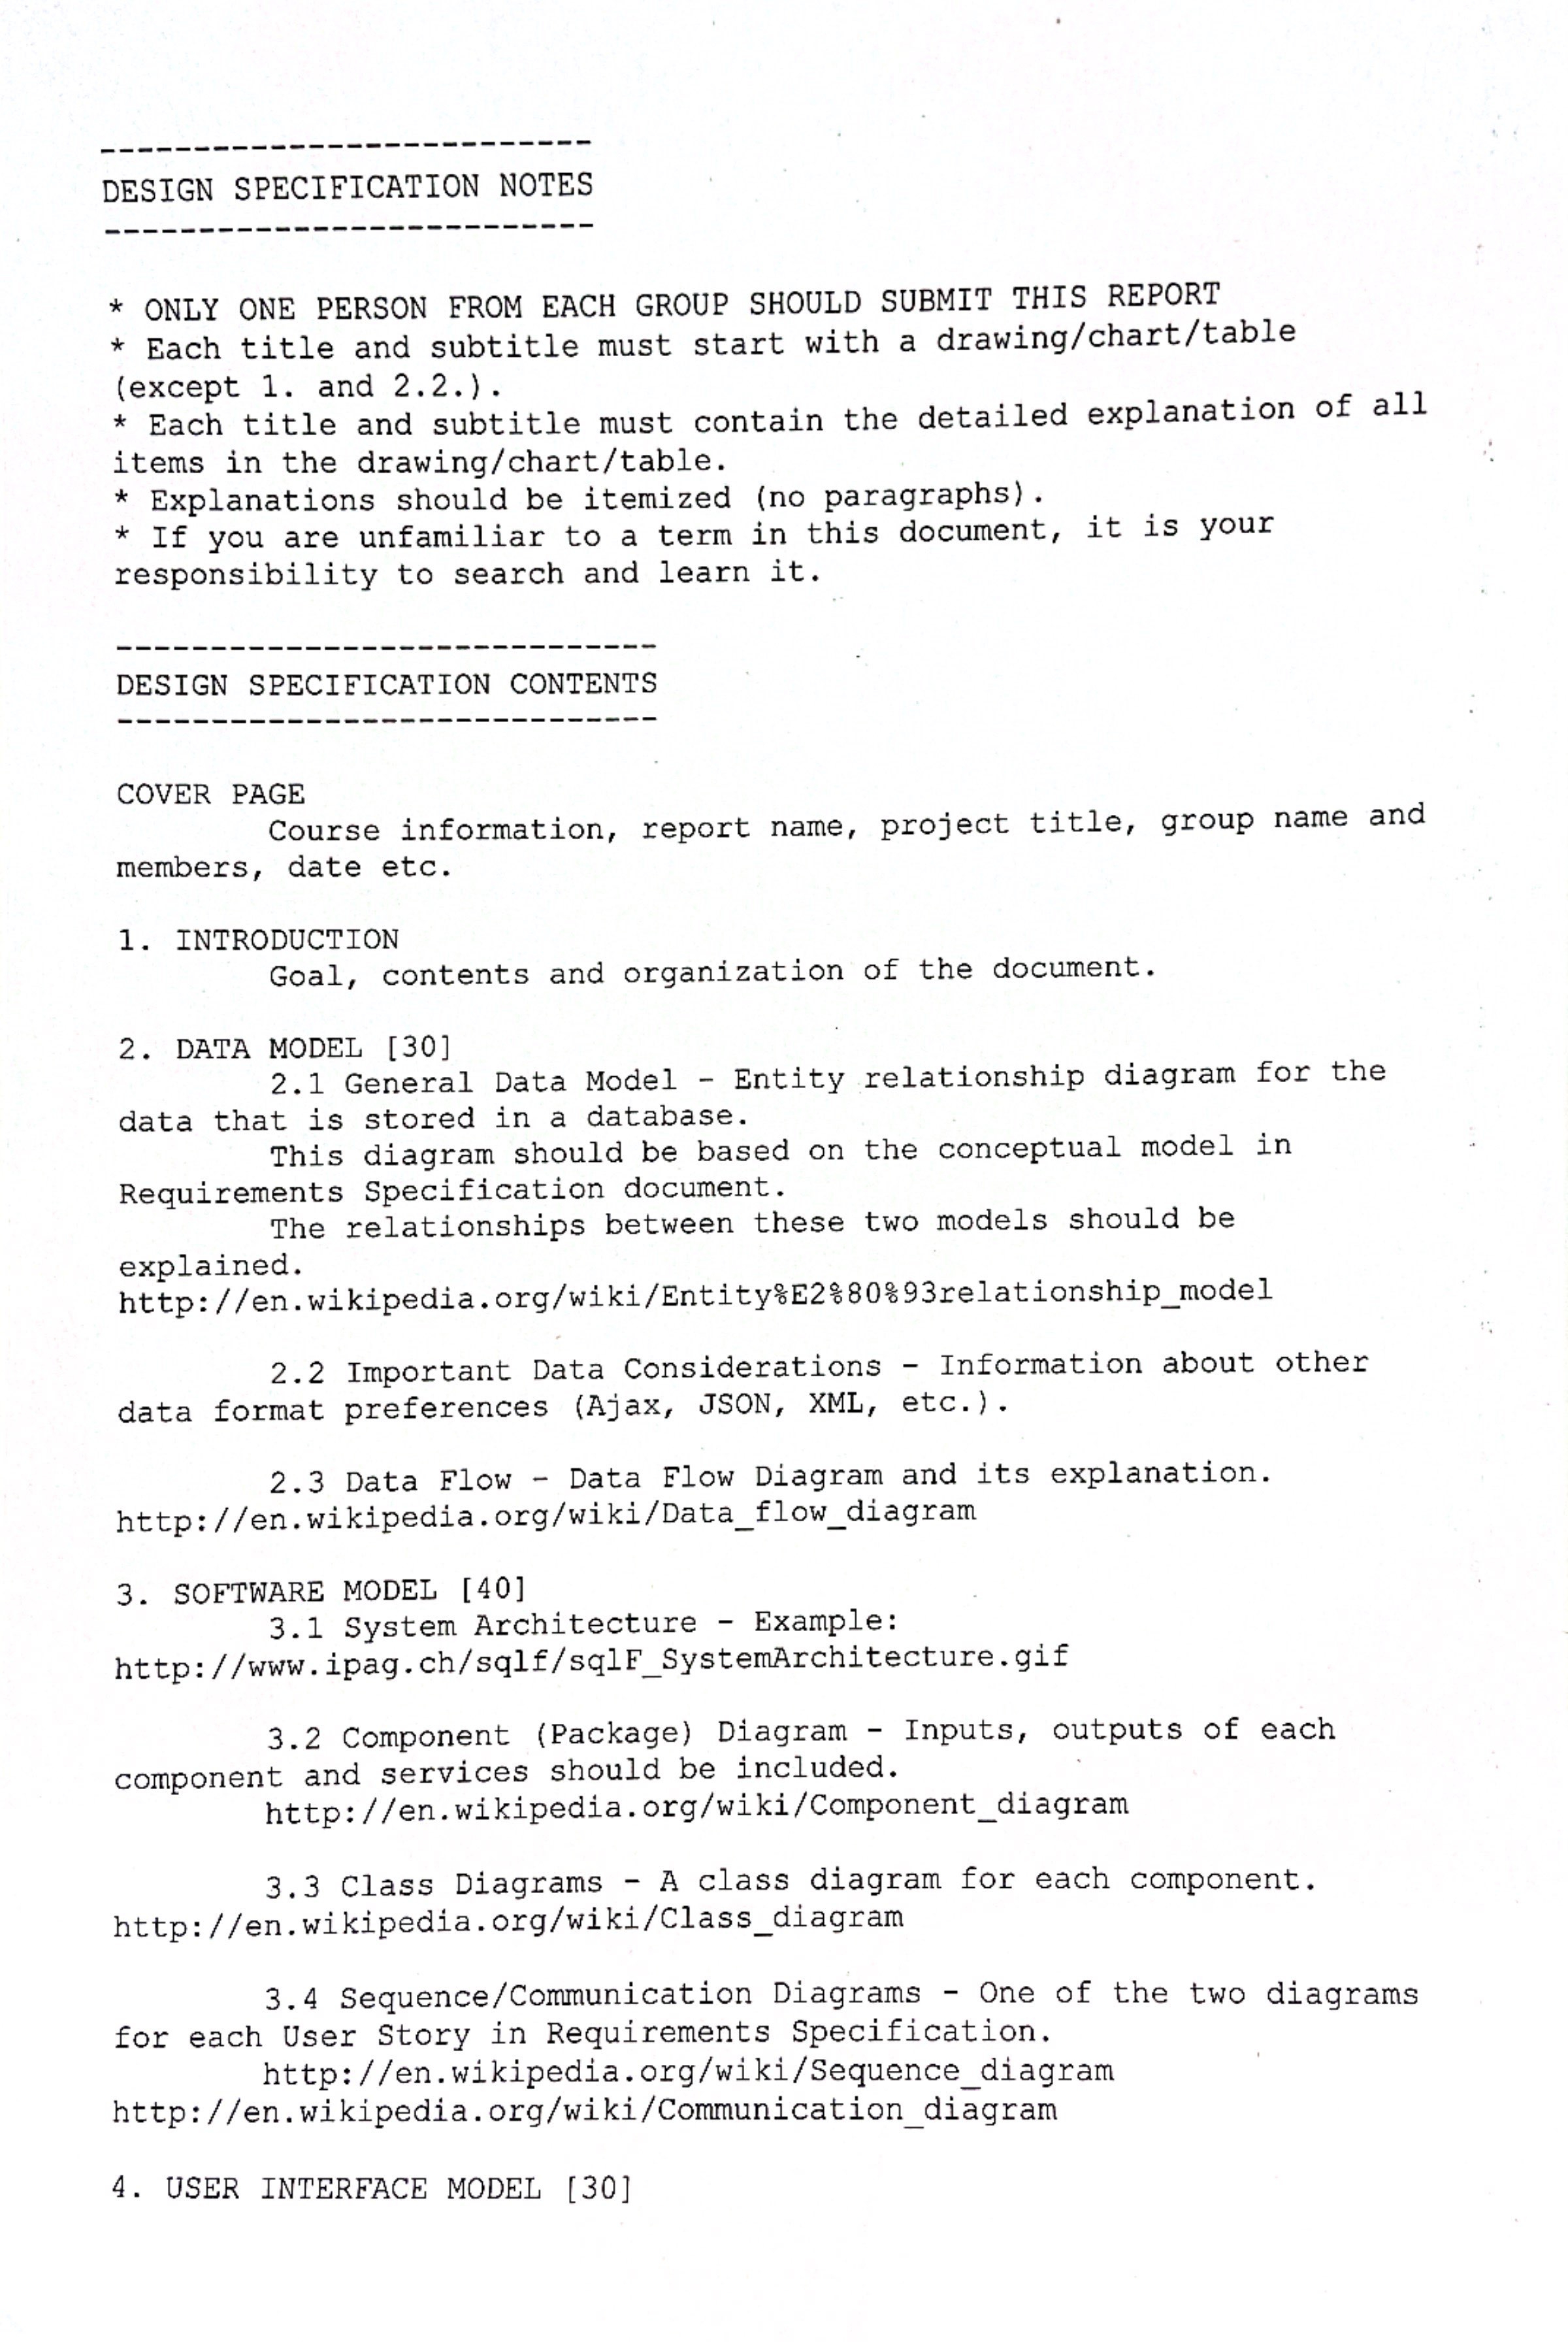 --------------------------
DESIGN SPECIFICATION NOTES
--------------------------
* ONLY ONE PERSON FROM EACH GROUP SHOULD SUBMIT THIS REPORT
* Each title and subtitle must start with a drawing/chart/table
(except 1. and 2.2.).
* Each title and subtitle must contain the detailed explanation of all
items in the drawing/chart/table.
* Explanations should be itemized (no paragraphs).
* If you are unfamiliar to a term in this document, it is your
responsibility to search and learn it.
-----------------------------
DESIGN SPECIFICATION CONTENTS
-----------------------------
COVER PAGE
Course information, report name, project title, group name and
members, date etc.
1. INTRODUCTION
Goal, contents and organization of the document.
2. DATA MODEL [30]
2.1 General Data Model - Entity relationship diagram for the
data that is stored in a database.
This diagram should be based on the conceptual model in
Requirements Specification document.
The relationships between these two models should be
explained.
http://en.wikipedia.org/wiki/Entity%E2%80%93relationship_model
2.2 Important Data Considerations - Information about other
data format preferences (Ajax, JSON, XML, etc.).
2.3 Data Flow - Data Flow Diagram and its explanation.
http://en.wikipedia.org/wiki/Data_flow_diagram
3. SOFTWARE MODEL [40]
3.1 System Architecture - Example:
http://www.ipag.ch/sqlf/sqlF_SystemArchitecture.gif
3.2 Component (Package) Diagram - Inputs, outputs of each
component and services should be included.
http://en.wikipedia.org/wiki/Component_diagram
3.3 Class Diagrams - A class diagram for each component.
http://en.wikipedia.org/wiki/Class_diagram
3.4 Sequence/Communication Diagrams - One of the two diagrams
for each User Story in Requirements Specification.
http://en.wikipedia.org/wiki/Sequence_diagram
http://en.wikipedia.org/wiki/Communication_diagram
4. USER INTERFACE MODEL [30]